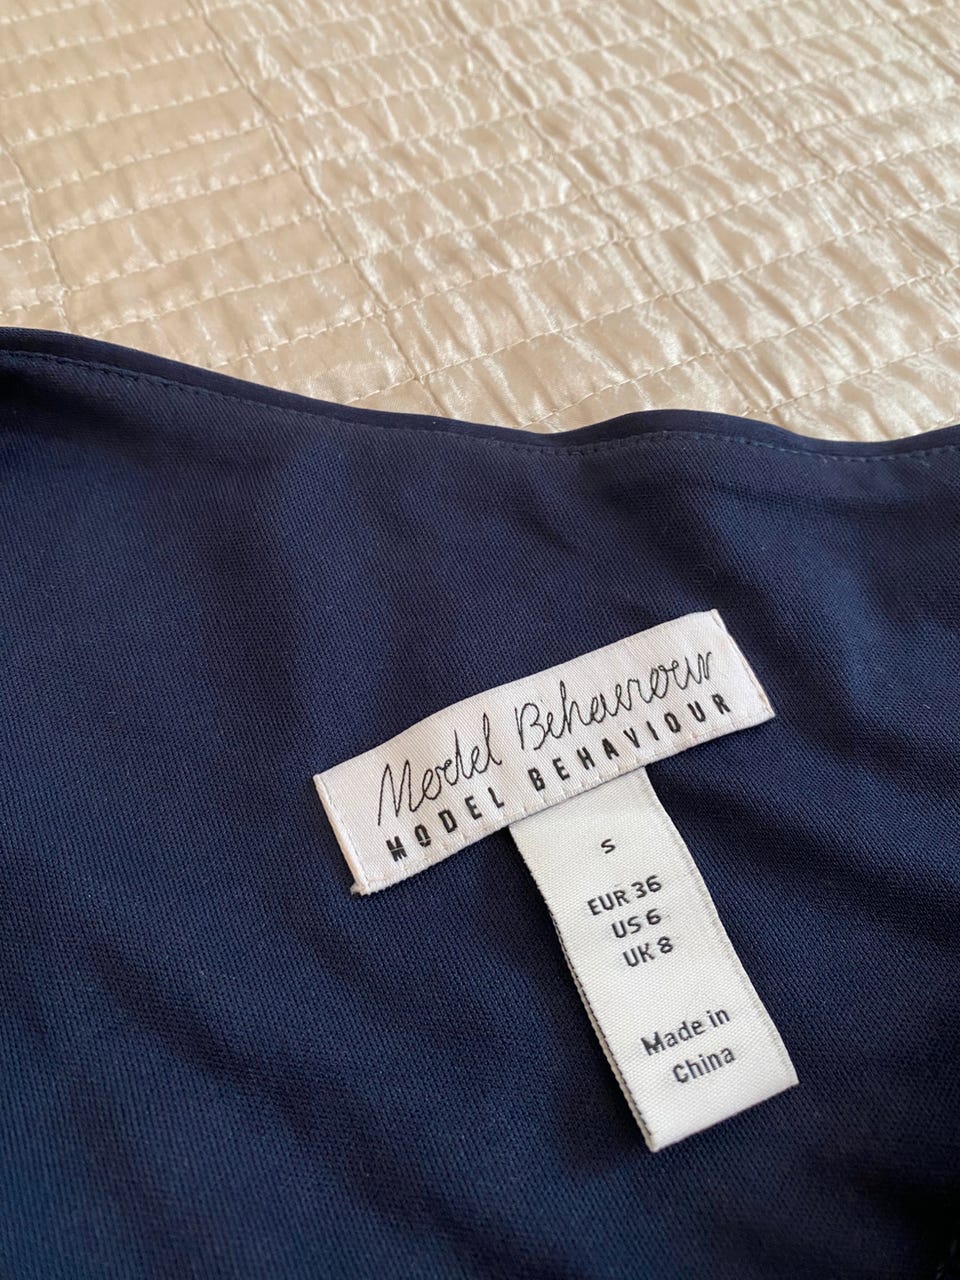 Model Behaviour
MODEL BEHAVIOUR
S
EUR 36
US 6
UK 8
Made in
China